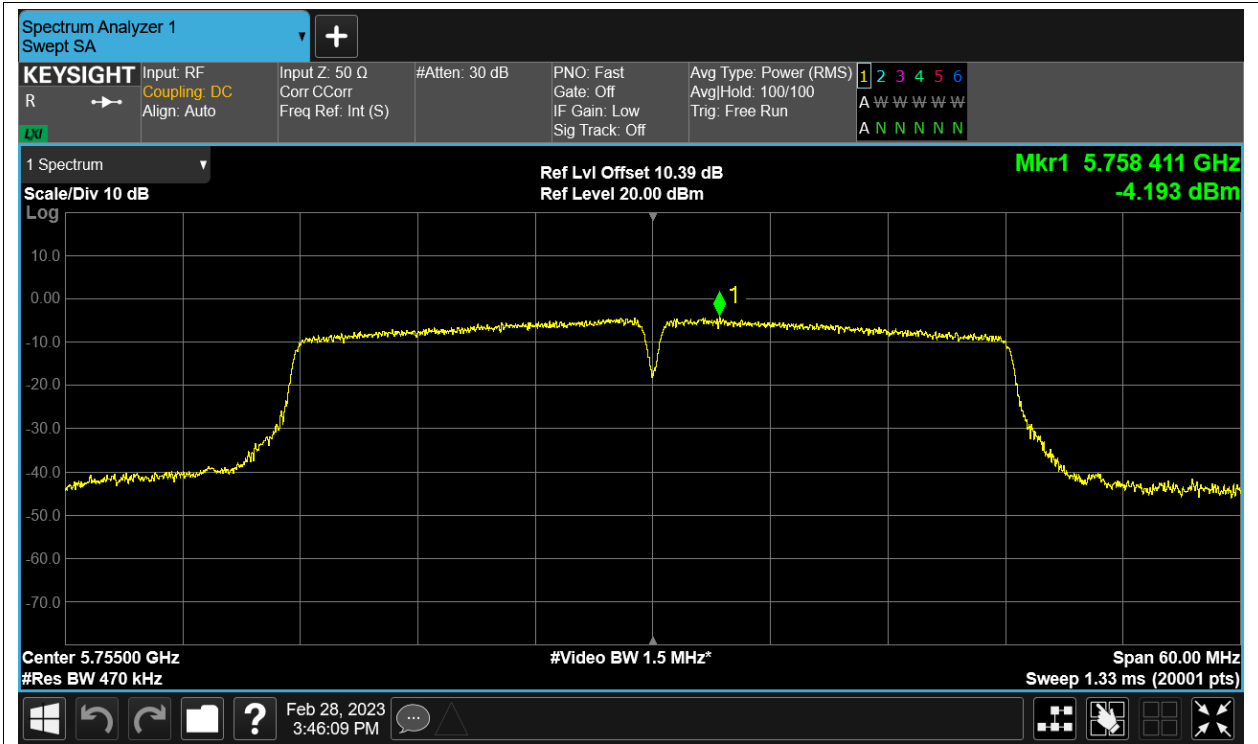 Spectrum Analyzer 1
Swept SA
KEYSIGHT
R
LXI
Input: RF
Coupling: DC
Align: Auto
Input Z: 50 Ω
Corr CCorr
Freq Ref: Int (S)
#Atten: 30 dB
PNO: Fast
Gate: Off
IF Gain: Low
Sig Track: Off
Avg Type: Power (RMS)
Avg|Hold: 100/100
Trig: Free Run
1 2 3 4 5 6
A W W W W W
A N N N N N
1 Spectrum
Scale/Div 10 dB
Log
Ref Lvl Offset 10.39 dB
Ref Level 20.00 dBm
Mkr1 5.758 411 GHz
-4.193 dBm
10.0
0.00
-10.0
-20.0
-30.0
-40.0
-50.0
-60.0
-70.0
1
Center 5.75500 GHz
#Res BW 470 kHz
#Video BW 1.5 MHz*
Span 60.00 MHz
Sweep 1.33 ms (20001 pts)
?
Feb 28, 2023
3:46:09 PM